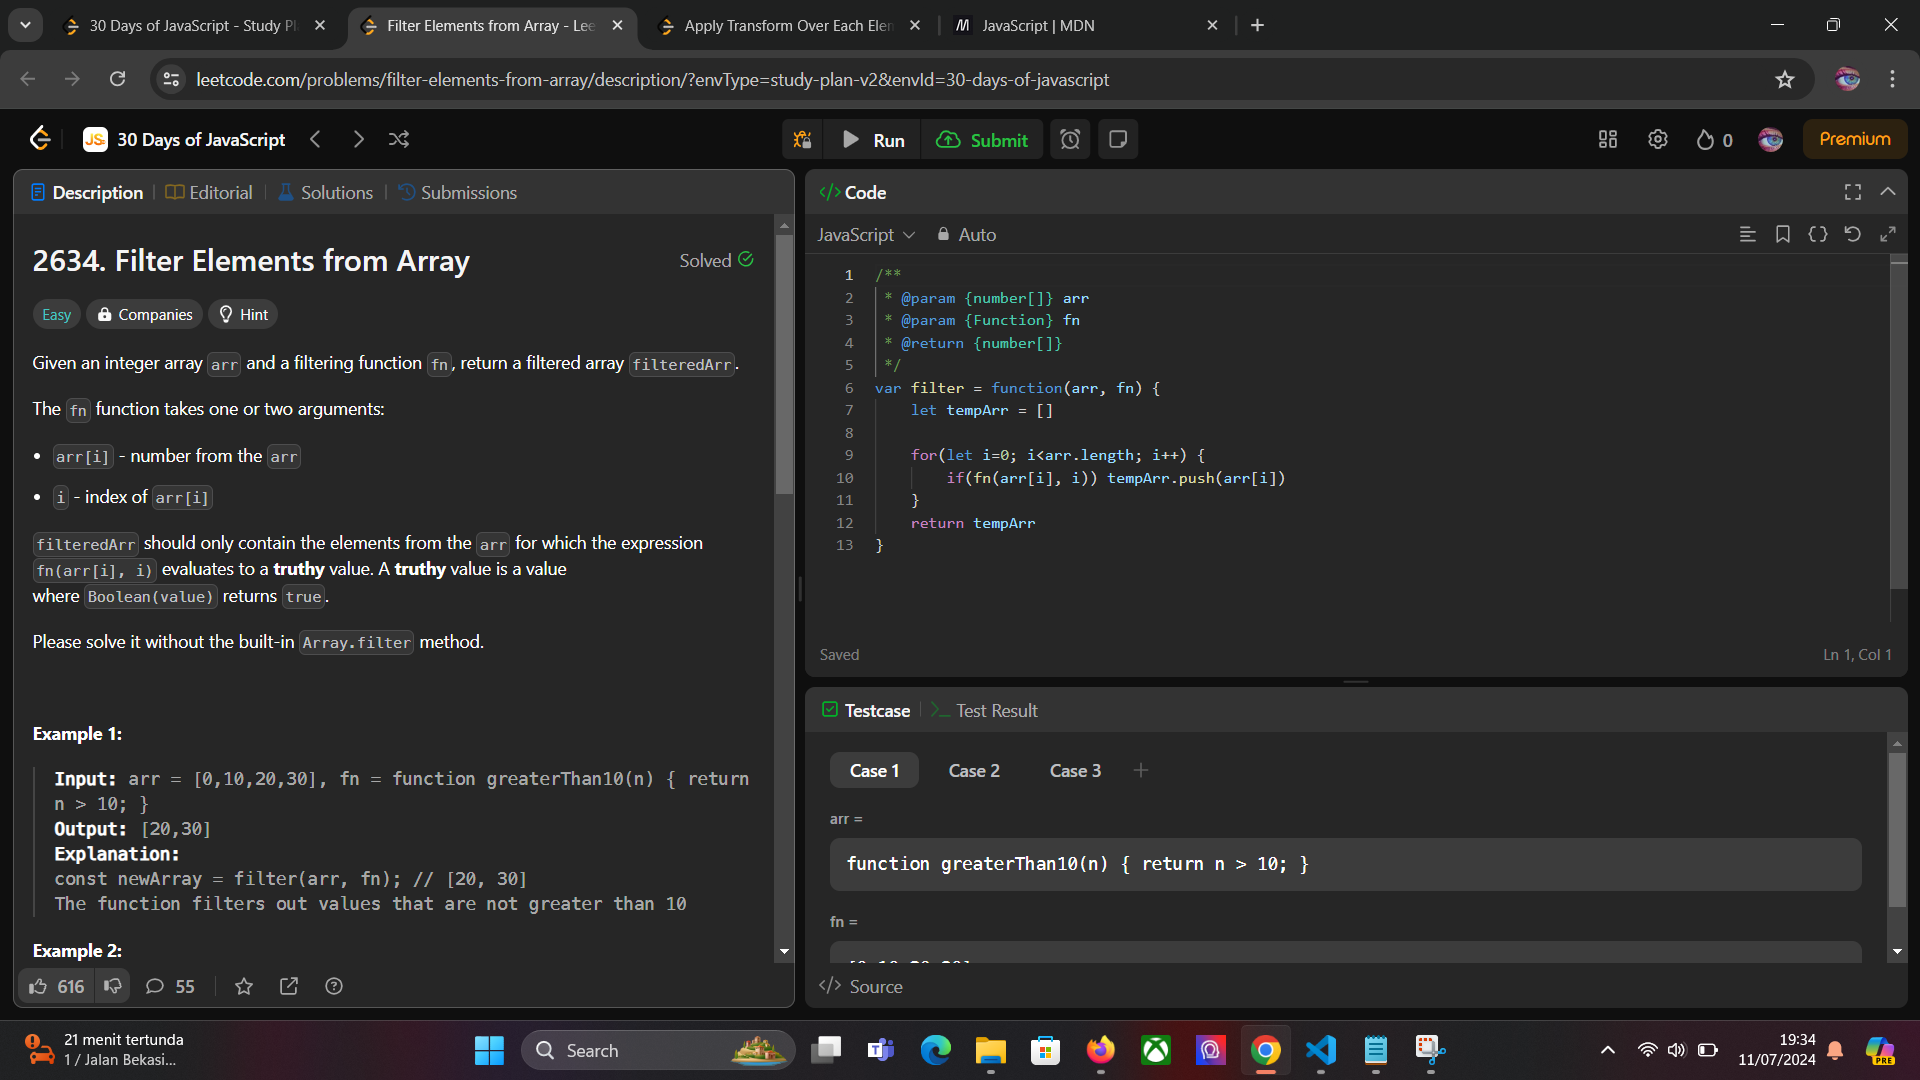 30 Days of JavaScript - Study Pl
Filter Elements from Array - Lee
Apply Transform Over Each Elen
JavaScript | MDN
leetcode.com/problems/filter-elements-from-array/description/?envType=study-plan-v2&envId=30-days-of-javascript
JS 30 Days of JavaScript
Run
Submit
0
Premium
Description
Editorial
Solutions
Submissions
2634. Filter Elements from Array
Solved
Easy
Companies
Hint
Given an integer array arr and a filtering function fn, return a filtered array filteredArr.
The fn function takes one or two arguments:
• arr[i] - number from the arr
• i - index of arr[i]
filteredArr should only contain the elements from the arr for which the expression
fn(arr[i], i) evaluates to a truthy value. A truthy value is a value
where Boolean(value) returns true.
Please solve it without the built-in Array.filter method.
Example 1:
Input: arr = [0,10,20,30], fn = function greaterThan10(n) { return
n > 10; }
Output: [20,30]
Explanation:
const newArray = filter(arr, fn); // [20, 30]
The function filters out values that are not greater than 10
Example 2:
616
55
</> Code
JavaScript
Auto
1 /**
2 * @param {number[]} arr
3 * @param {Function} fn
4 * @return {number[]}
5 */
6 var filter = function(arr, fn) {
7 let tempArr = []
8
9 for(let i=0; i<arr.length; i++) {
10 if(fn(arr[i], i)) tempArr.push(arr[i])
11 }
12 return tempArr
13 }
Saved
Ln 1, Col 1
Testcase
Test Result
Case 1
Case 2
Case 3
arr =
function greaterThan10(n) { return n > 10; }
fn =
[0,10,20,30]
</> Source
21 menit tertunda
1 / Jalan Bekasi...
Search
19:34
11/07/2024
PRE